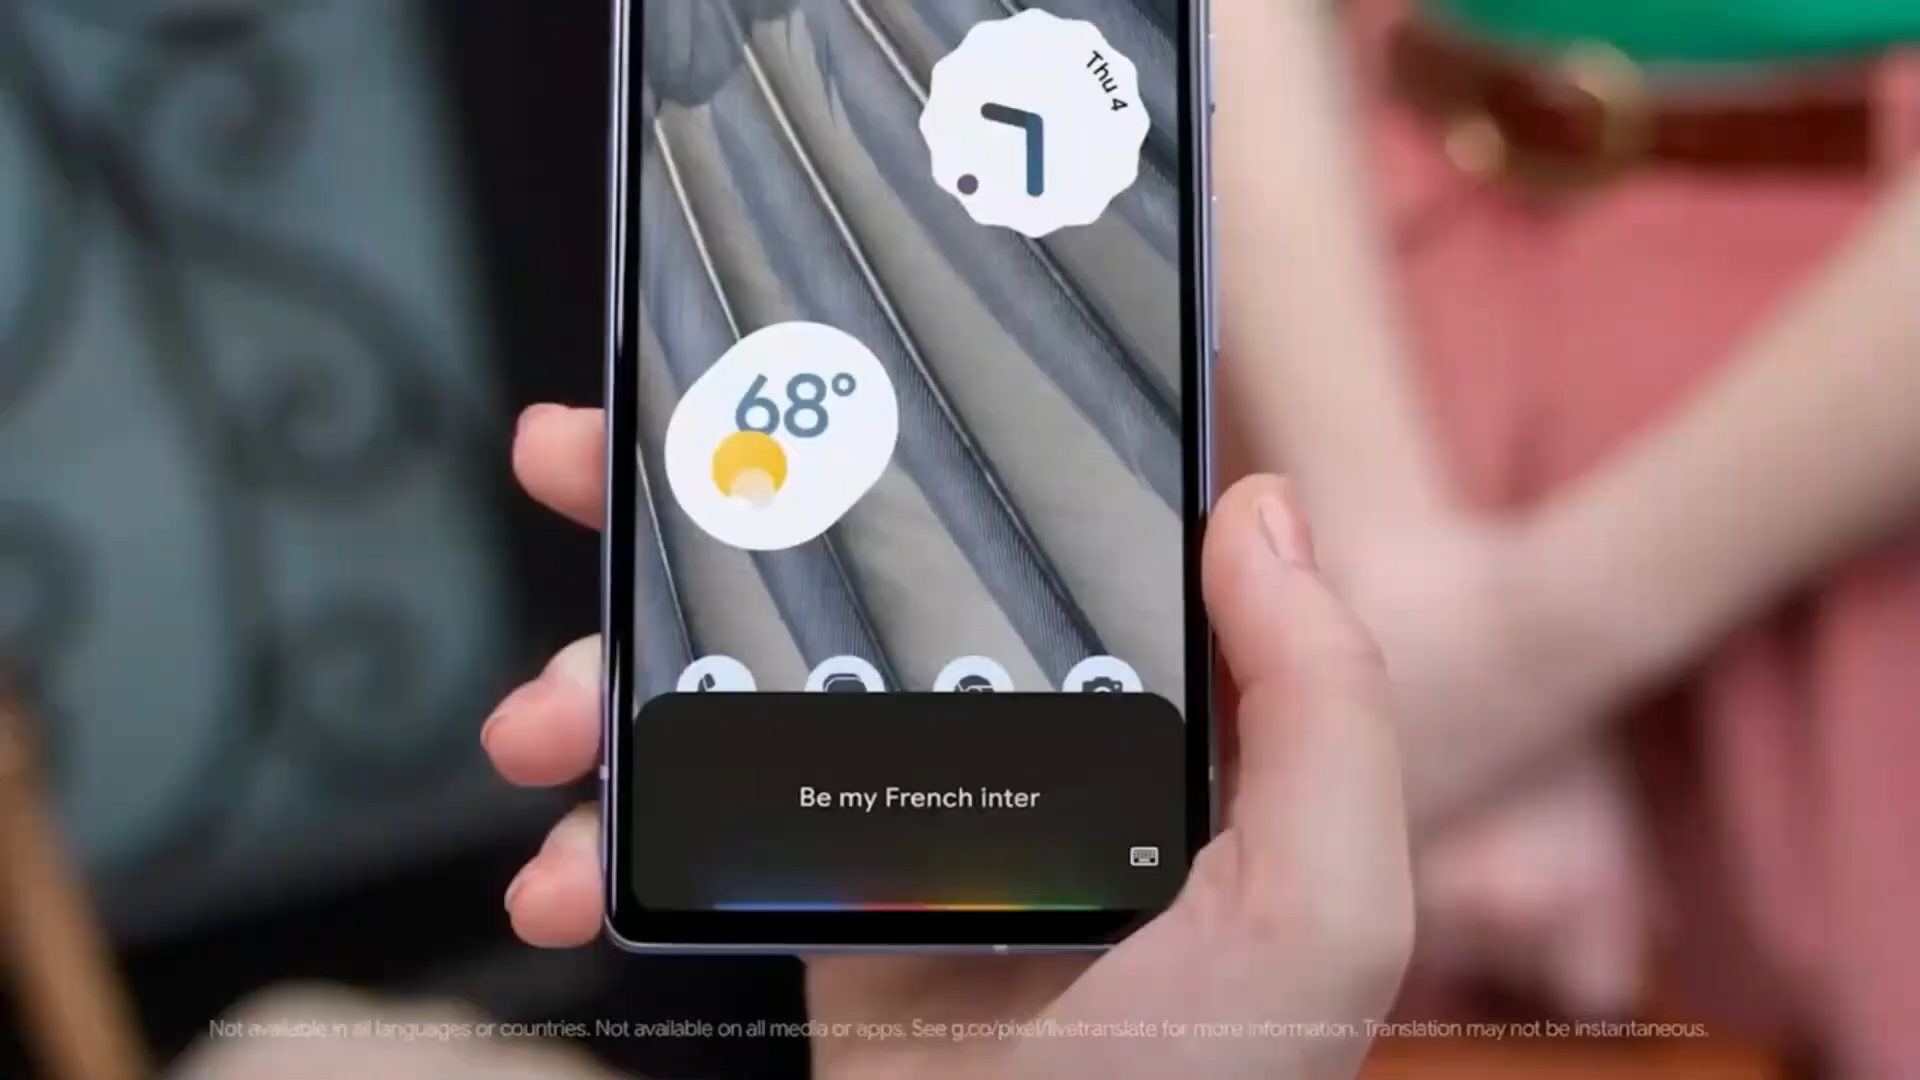 Thu 4
68°
Be my French inter
Not available in all languages or countries. Not available on all media or apps. See g.co/pixel/livetranslate for more information. Translation may not be instantaneous.